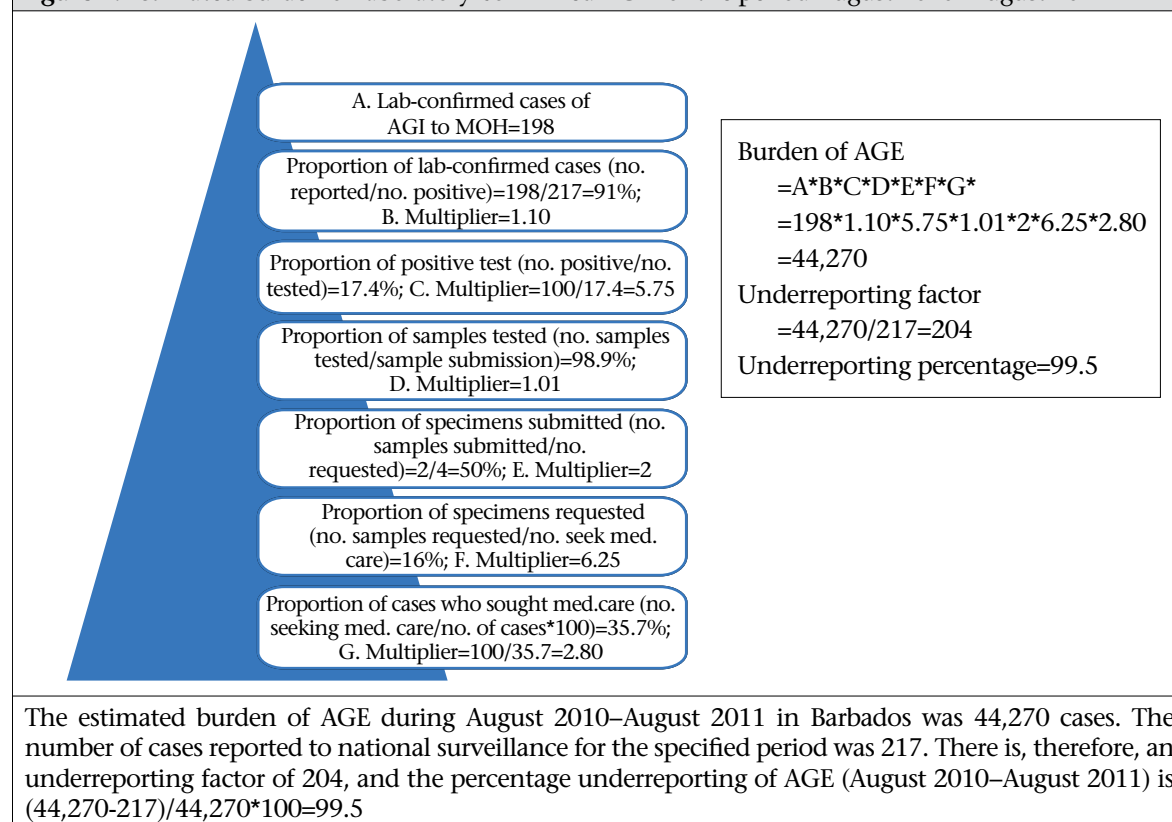 A. Lab-confirmed cases of
AGI to MOH=198
Proportion of lab-confirmed cases (no.
reported/no. positive)=198/217=91%;
B. Multiplier=1.10
Proportion of positive test (no. positive/no.
tested)=17.4%; C. Multiplier=100/17.4=5.75
Proportion of samples tested (no. samples
tested/sample submission)=98.9%;
D. Multiplier=1.01
Proportion of specimens submitted (no.
samples submitted/no.
requested)=2/4=50%; E. Multiplier=2
Proportion of specimens requested
(no. samples requested/no. seek med.
care)=16%; F. Multiplier=6.25
Proportion of cases who sought med.care (no.
seeking med. care/no. of cases*100)=35.7%;
G. Multiplier=100/35.7=2.80
Burden of AGE
=A*B*C*D*E*F*G*
=198*1.10*5.75*1.01*2*6.25*2.80
=44,270
Underreporting factor
=44,270/217=204
Underreporting percentage=99.5
The estimated burden of AGE during August 2010–August 2011 in Barbados was 44,270 cases. The
number of cases reported to national surveillance for the specified period was 217. There is, therefore, an
underreporting factor of 204, and the percentage underreporting of AGE (August 2010–August 2011) is
(44,270-217)/44,270*100=99.5